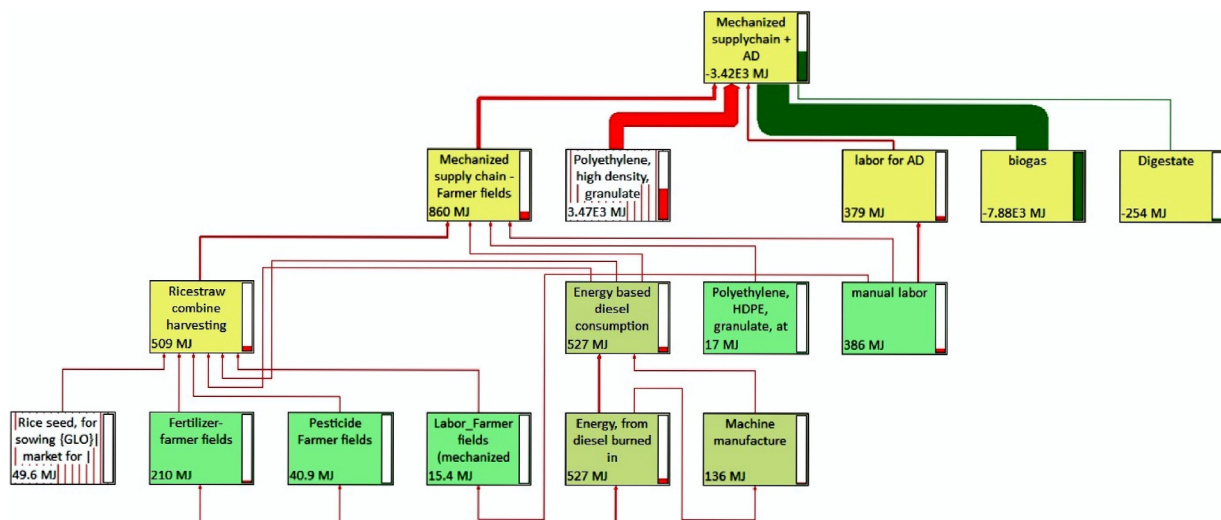 Mechanized
supplychain +
AD
-3.42E3 MJ
Mechanized
supply chain -
Farmer fields
860 MJ
Polyethylene,
high density,
granulate
3.47E3 MJ
labor for AD
379 MJ
biogas
-7.88E3 MJ
Digestate
-254 MJ
Ricestraw
combine
harvesting
509 MJ
Energy based
diesel
consumption
527 MJ
Polyethylene,
HDPE,
granulate, at
17 MJ
manual labor
386 MJ
Rice seed, for
sowing {GLO}|
market for |
49.6 MJ
Fertilizer-
farmer fields
210 MJ
Pesticide
Farmer fields
40.9 MJ
Labor_Farmer
fields
(mechanized
15.4 MJ
Energy, from
diesel burned
in
527 MJ
Machine
manufacture
136 MJ